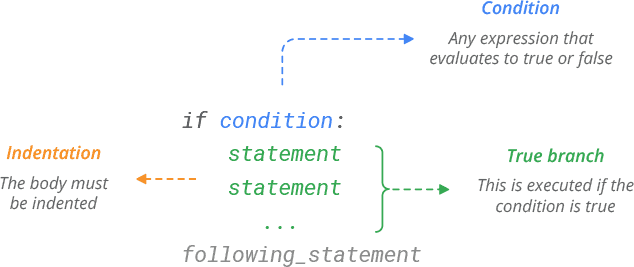 Condition
Any expression that
evaluates to true or false
if condition:
Indentation
The body must
be indented
statement
statement
...
True branch
This is executed if the
condition is true
following_statement